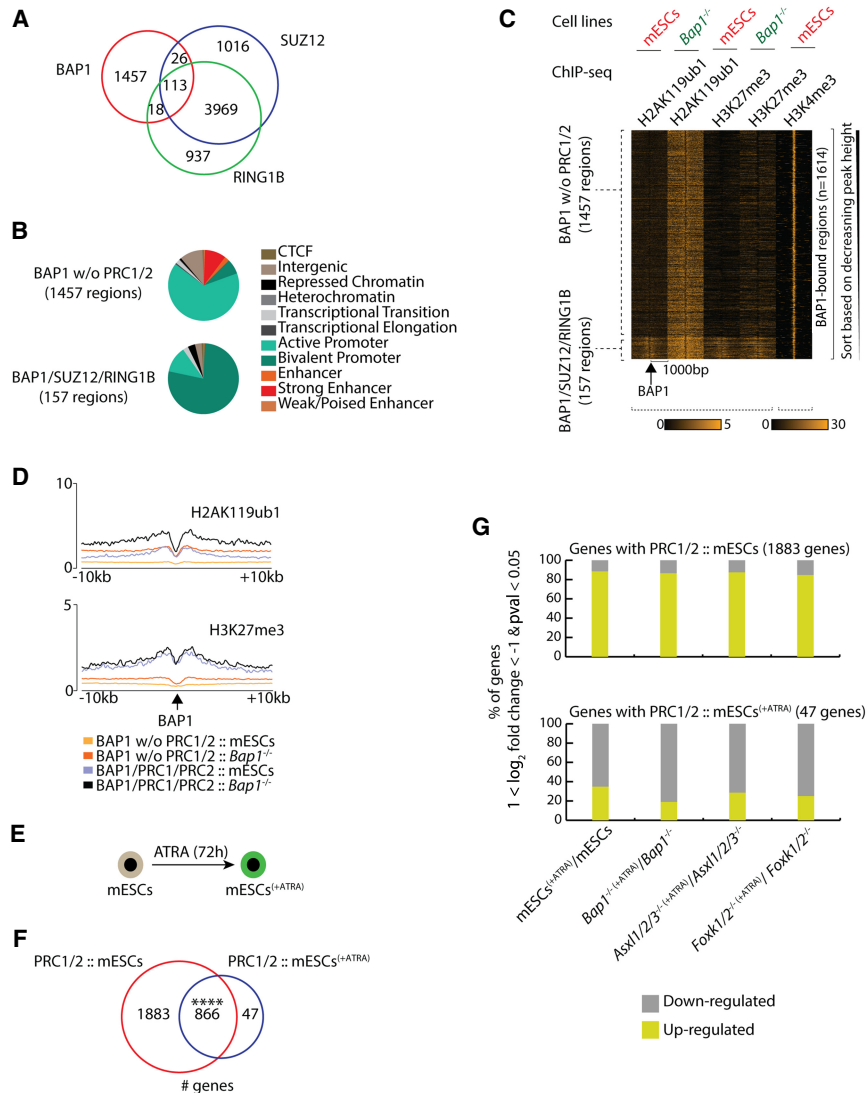 A
BAP1
SUZ12
RING1B
1457
26
1016
113
18
3969
937
B
BAP1 w/o PRC1/2
(1457 regions)
BAP1/SUZ12/RING1B
(157 regions)
CTCF
Intergenic
Repressed Chromatin
Heterochromatin
Transcriptional Transition
Transcriptional Elongation
Active Promoter
Bivalent Promoter
Enhancer
Strong Enhancer
Weak/Poised Enhancer
C
Cell lines
mESCs
Bap1-/-
mESCs
Bap1-/-
mESCs
ChIP-seq
H2AK119ub1
H2AK119ub1
H3K27me3
H3K27me3
H3K4me3
BAP1 w/o PRC1/2
(1457 regions)
BAP1/SUZ12/RING1B
(157 regions)
BAP1-bound regions (n=1614)
Sort based on decreasning peak height
1000bp
BAP1
0 5
0 30
D
10
H2AK119ub1
0
-10kb +10kb
5
H3K27me3
0
-10kb +10kb
BAP1
BAP1 w/o PRC1/2 :: mESCs
BAP1 w/o PRC1/2 :: Bap1-/-
BAP1/PRC1/PRC2 :: mESCs
BAP1/PRC1/PRC2 :: Bap1-/-
E
ATRA (72h)
mESCs
mESCs(+ATRA)
F
PRC1/2 :: mESCs
PRC1/2 :: mESCs(+ATRA)
1883
****
866
47
# genes
G
Genes with PRC1/2 :: mESCs (1883 genes)
100
80
60
40
20
0
Genes with PRC1/2 :: mESCs(+ATRA) (47 genes)
100
80
60
40
20
0
% of genes
1 < log2 fold change < -1 & pval < 0.05
mESCs(+ATRA)/mESCs
Bap1-/- (+ATRA)/Bap1-/-
Asxl1/2/3-/- (+ATRA)/Asxl1/2/3-/-
Foxk1/2-/- (+ATRA)/ Foxk1/2-/-
Down-regulated
Up-regulated